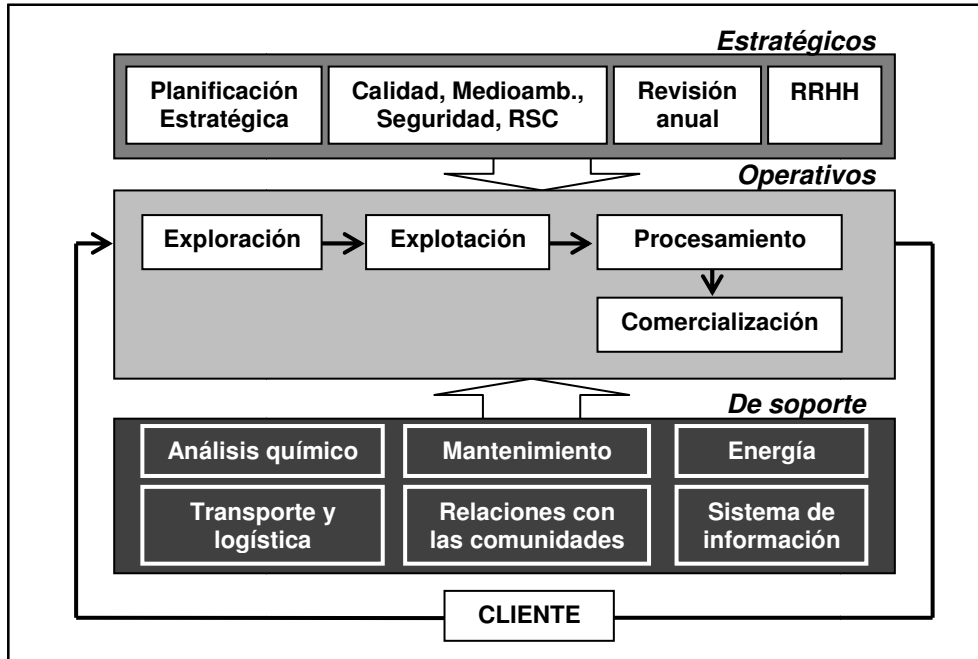 Estratégicos
Planificación
Estratégica
Calidad, Medioamb.,
Seguridad, RSC
Revisión
anual
RRHH
Operativos
Exploración
Explotación
Procesamiento
Comercialización
De soporte
Análisis químico
Mantenimiento
Energía
Transporte y
logística
Relaciones con
las comunidades
Sistema de
información
CLIENTE